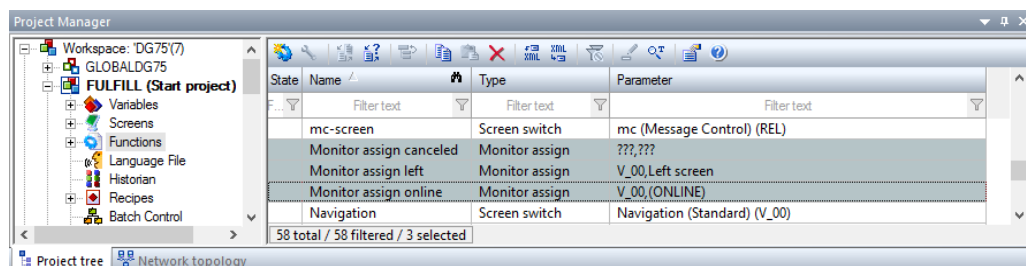 Project Manager
Workspace: 'DG75'(7)
GLOBALDG75
FULFILL (Start project)
Variables
Screens
Functions
Language File
Historian
Recipes
Batch Control
XML XML
State Name Type Parameter
F... Filter text Filter text Filter text
mc-screen Screen switch mc (Message Control) (REL)
Monitor assign canceled Monitor assign ???,???
Monitor assign left Monitor assign V_00,Left screen
Monitor assign online Monitor assign V_00,(ONLINE)
Navigation Screen switch Navigation (Standard) (V_00)
58 total / 58 filtered / 3 selected
Project tree Network topology